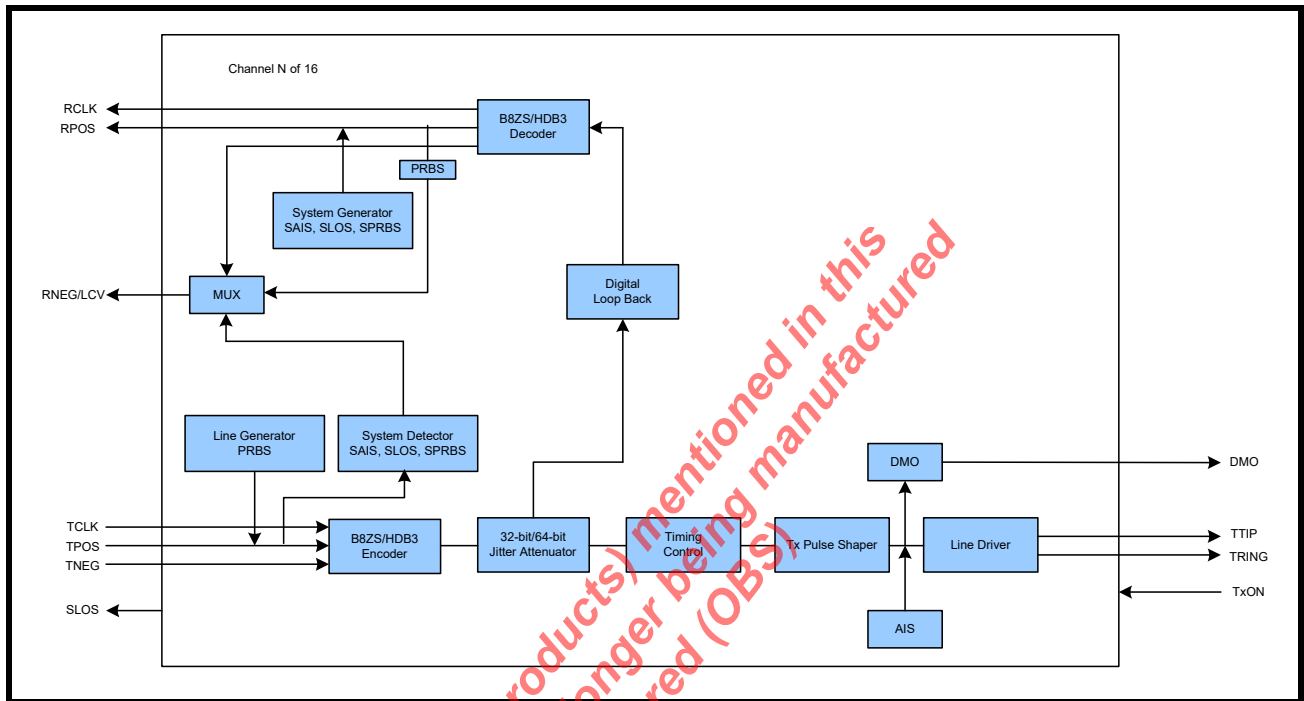 Channel N of 16
RCLK
RPOS
B8ZS/HDB3
Decoder
PRBS
System Generator
SAIS, SLOS, SPRBS
RNEG/LCV
MUX
Digital
Loop Back
Line Generator
PRBS
System Detector
SAIS, SLOS, SPRBS
DMO
DMO
TCLK
TPOS
TNEG
B8ZS/HDB3
Encoder
32-bit/64-bit
Jitter Attenuator
Timing
Control
Tx Pulse Shaper
Line Driver
TTIP
TRING
TxON
SLOS
AIS
roducts) mentioned in this
onger being manufactured
red (OBS)